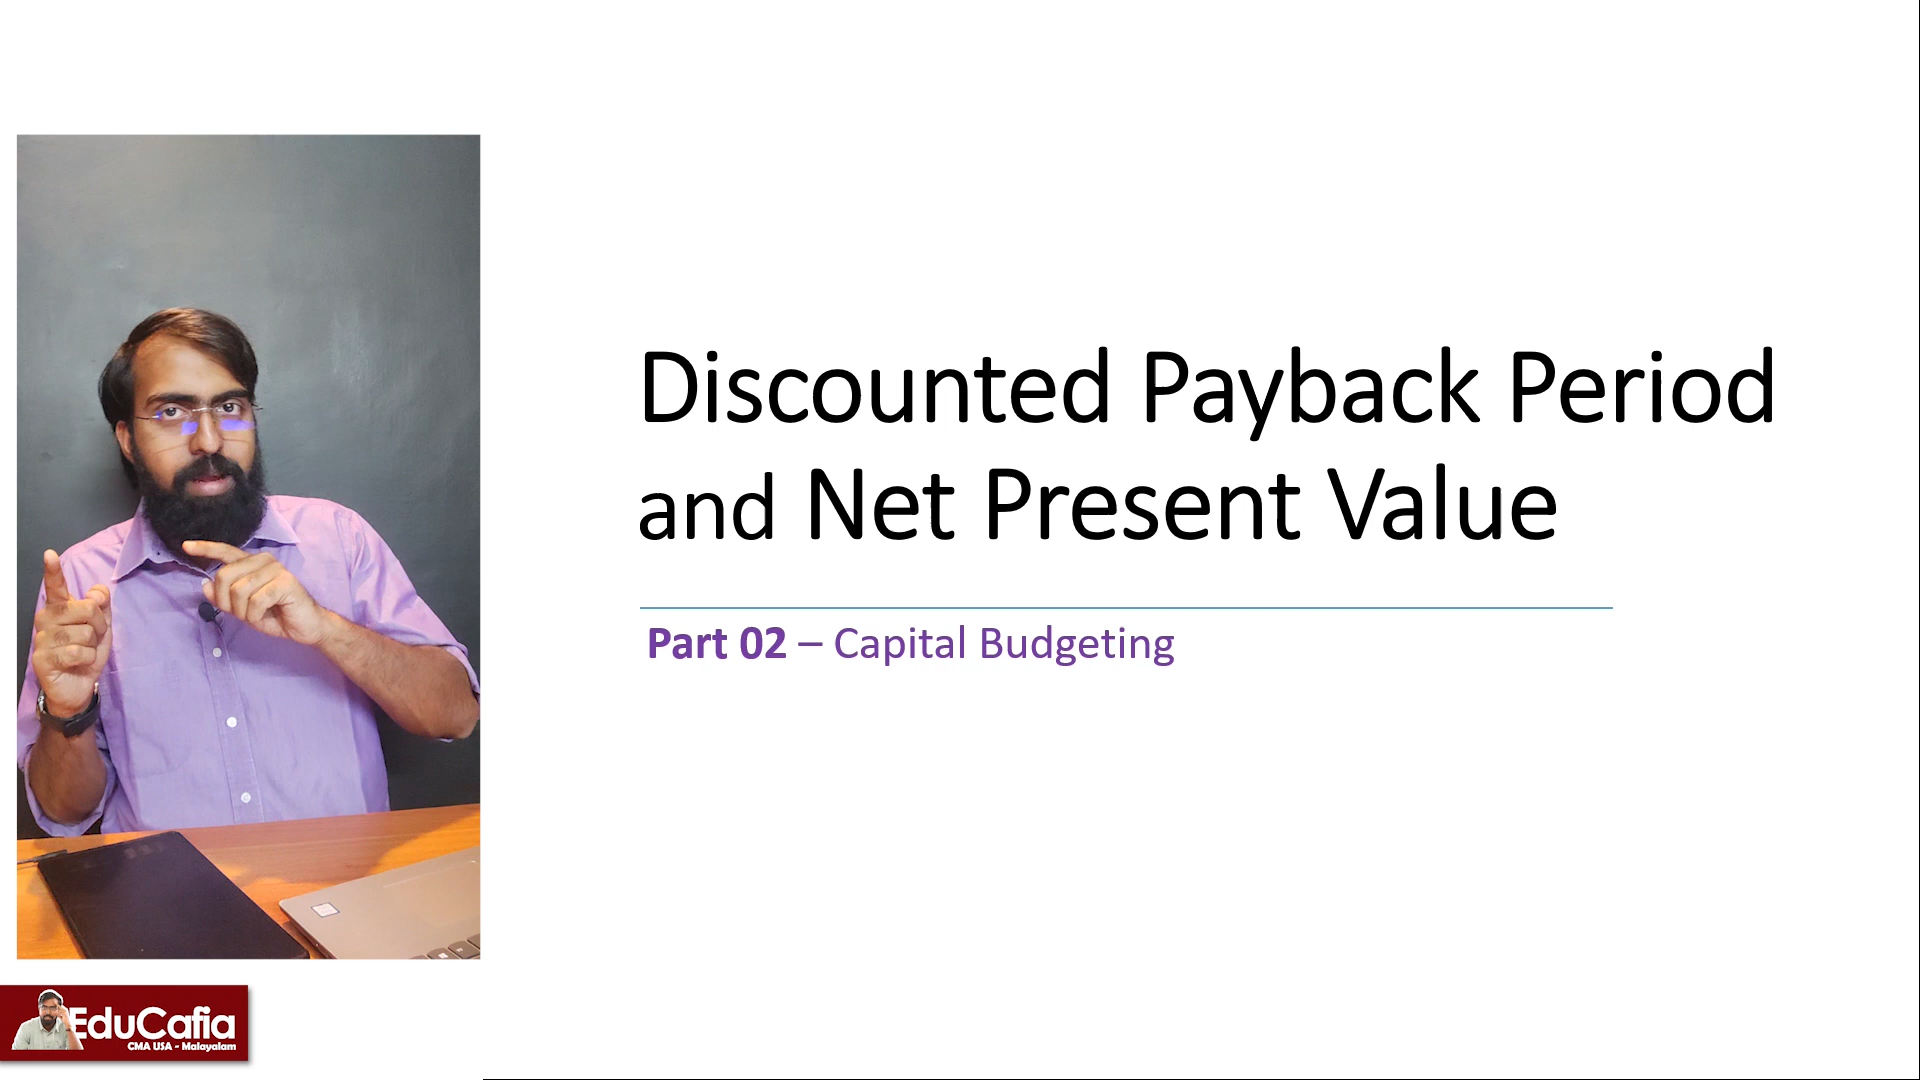 Discounted Payback Period
and Net Present Value
Part 02 – Capital Budgeting
EduCafia
CMA USA - Malayalam